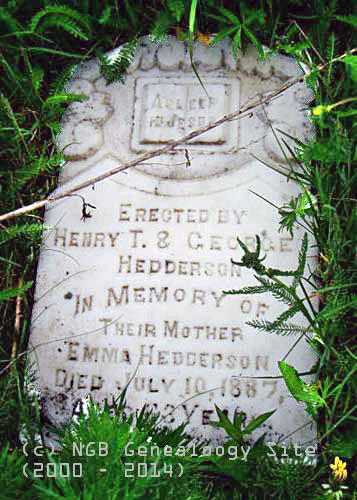 ASLEEP
IN JESUS
ERECTED BY
HENRY T. & GEORGE
HEDDERSON
IN MEMORY OF
THEIR MOTHER
EMMA HEDDERSON
DIED JULY 10, 1887,
YEARS
(c) NGB Genealogoy Site
(2000 - 2014)